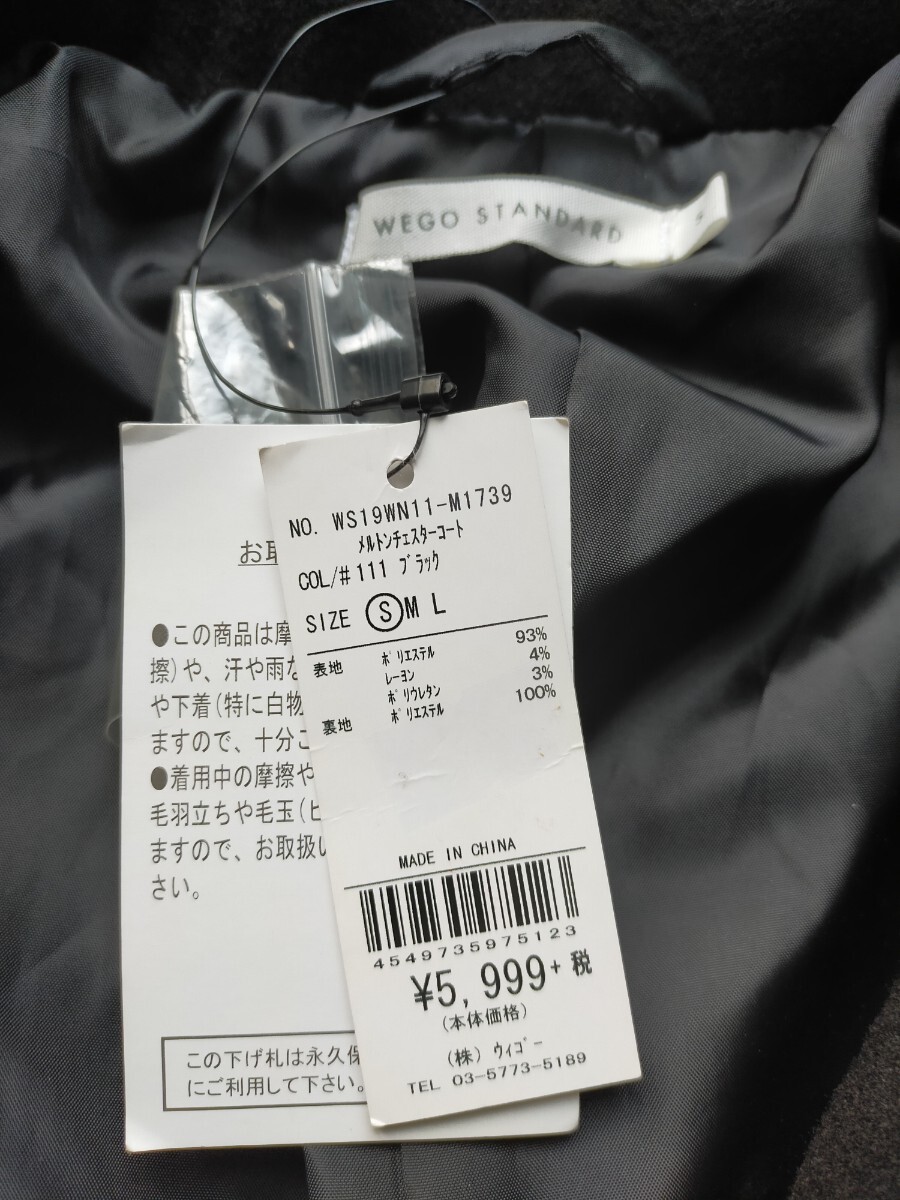 WEGO STANDARD
S
NO. WS19WN11-M1739
メルトンチェスターコート
COL/# 111 ブラック
SIZE S M L
表地 ポリエステル 93%
レーヨン 4%
ポリウレタン 3%
裏地 ポリエステル 100%
MADE IN CHINA
4549735975123
¥5,999+税
(本体価格)
(株) ウィゴー
TEL 03-5773-5189
お取
●この商品は摩
擦)や、汗や雨な
や下着(特に白物
ますので、十分ご
●着用中の摩擦や
毛羽立ちや毛玉(ピ
ますので、お取扱い
さい。
この下げ札は永久保
にご利用して下さい。